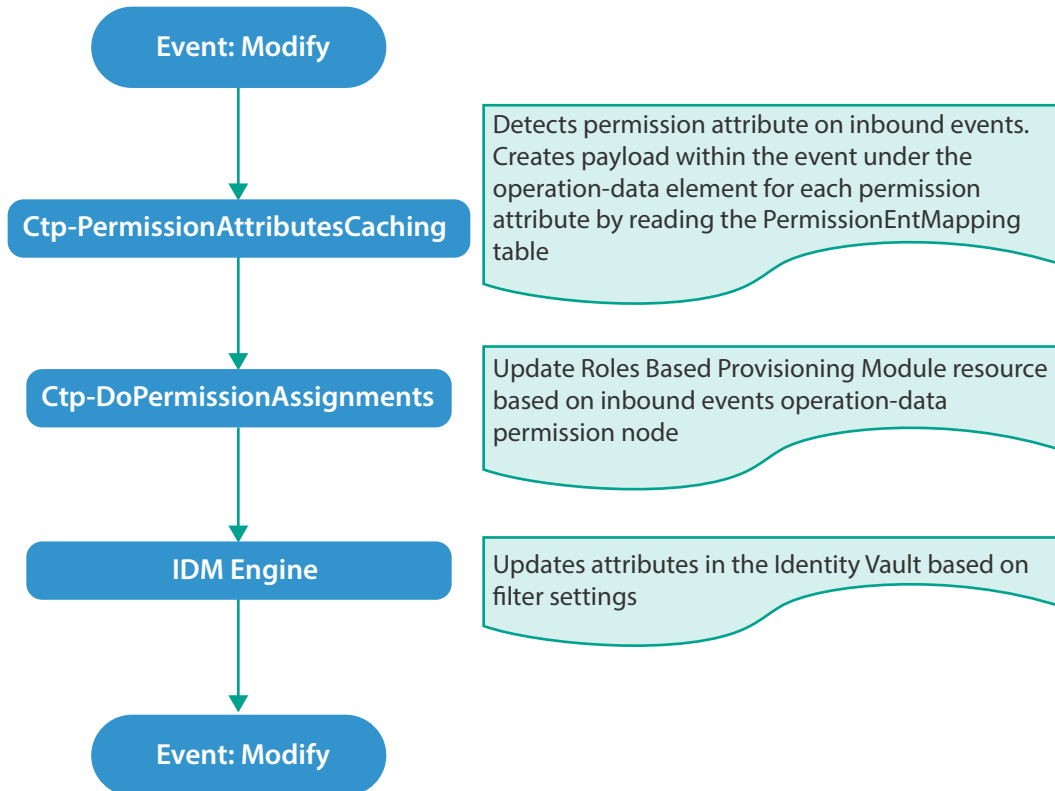 Event: Modify
Detects permission attribute on inbound events.
Creates payload within the event under the
operation-data element for each permission
attribute by reading the PermissionEntMapping
table
Ctp-PermissionAttributesCaching
Update Roles Based Provisioning Module resource
based on inbound events operation-data
permission node
Ctp-DoPermissionAssignments
Updates attributes in the Identity Vault based on
filter settings
IDM Engine
Event: Modify